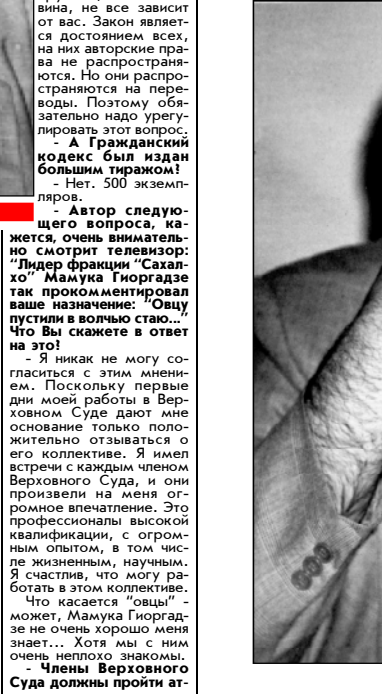 вина, не все зависит
от вас. Закон являет-
ся достоянием всех,
на них авторские пра-
ва не распространя-
ются. Но они распро-
страняются на пере-
воды. Поэтому обя-
зательно надо урегу-
лировать этот вопрос.
- А Гражданский
кодекс был издан
большим тиражом?
- Нет. 500 экземп-
ляров.
- Автор следую-
щего вопроса, ка-
жется, очень вниматель-
но смотрит телевизор:
"Лидер фракции "Сахал-
хо" Мамука Гиоргадзе
так прокомментировал
ваше назначение: "Овцу
пустили в волчью стаю..."
Что Вы скажете в ответ
на это?
- Я никак не могу со-
гласиться с этим мнени-
ем. Поскольку первые
дни моей работы в Вер-
ховном Суде дают мне
основание только поло-
жительно отзываться о
его коллективе. Я имел
встречи с каждым членом
Верховного Суда, и они
произвели на меня ог-
ромное впечатление. Это
профессионалы высокой
квалификации, с огром-
ным опытом, в том чис-
ле жизненным, научным.
Я счастлив, что могу ра-
ботать в этом коллективе.
Что касается "овцы" -
может, Мамука Гиоргад-
зе не очень хорошо меня
знает... Хотя мы с ним
очень неплохо знакомы.
- Члены Верховного
Суда должны пройти ат-